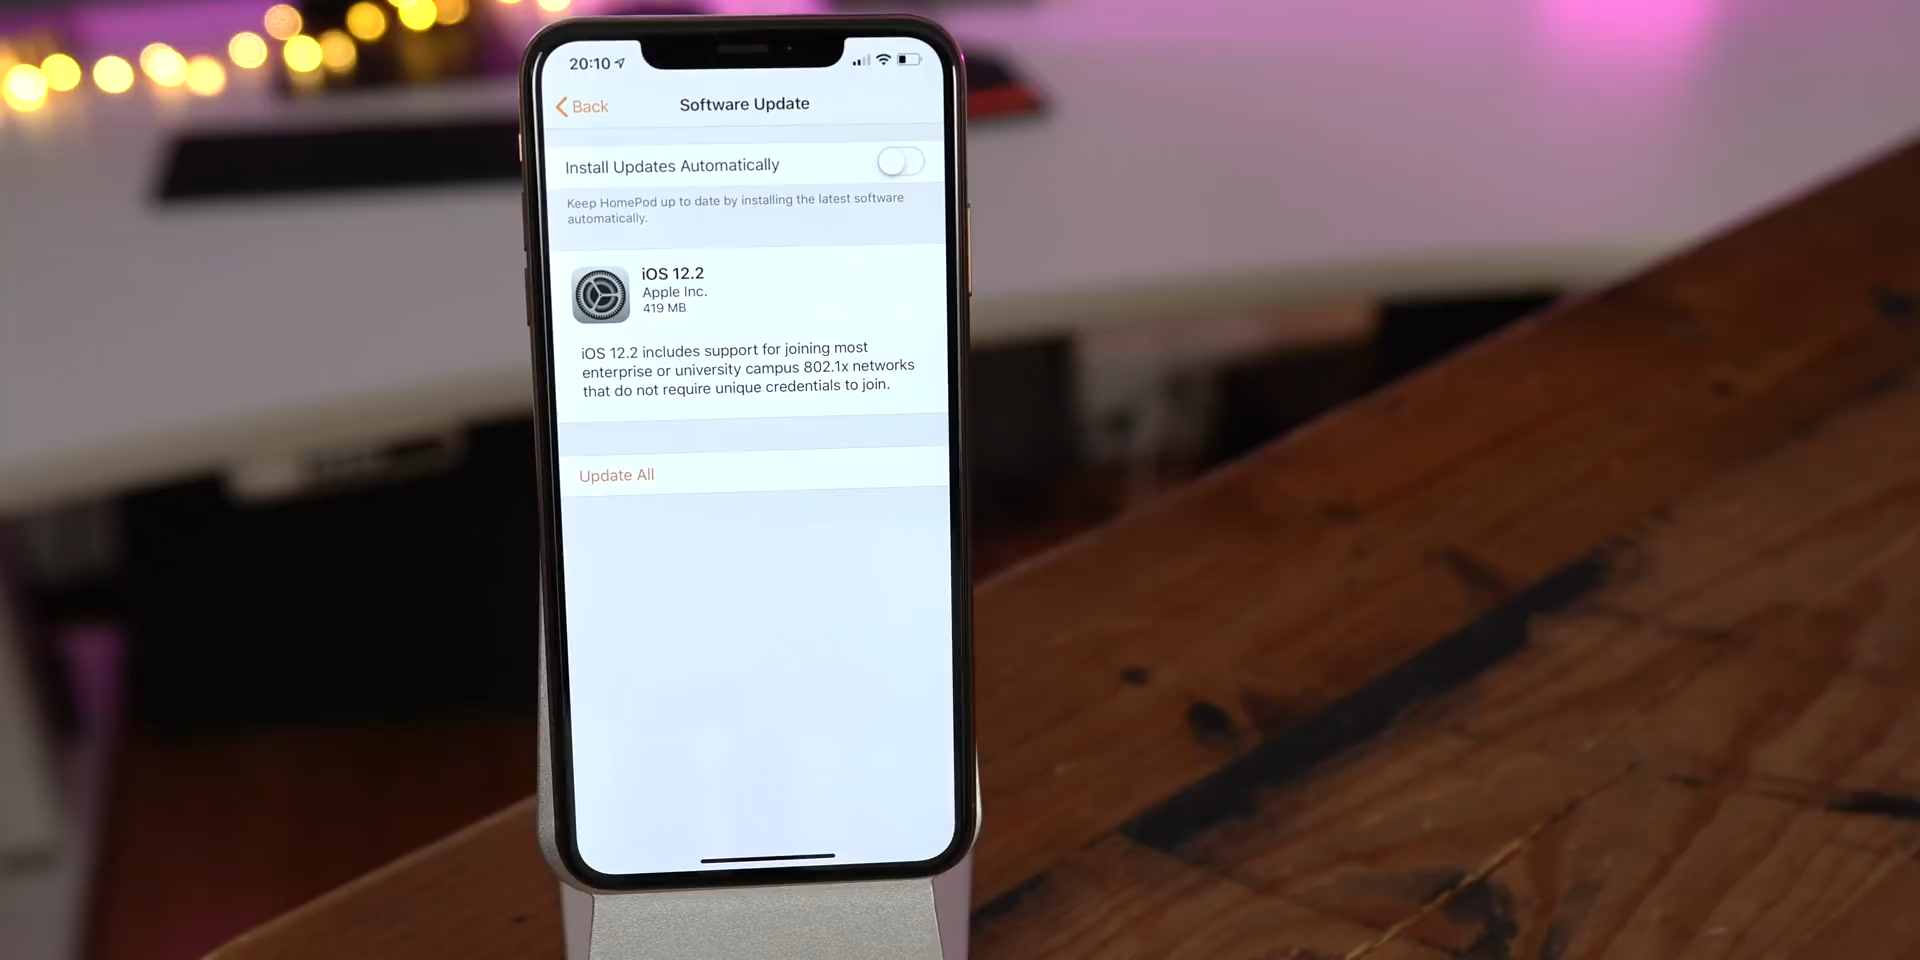 20:10
Back
Software Update
Install Updates Automatically
Keep HomePod up to date by installing the latest software
automatically.
iOS 12.2
Apple Inc.
419 MB
iOS 12.2 includes support for joining most
enterprise or university campus 802.1x networks
that do not require unique credentials to join.
Update All